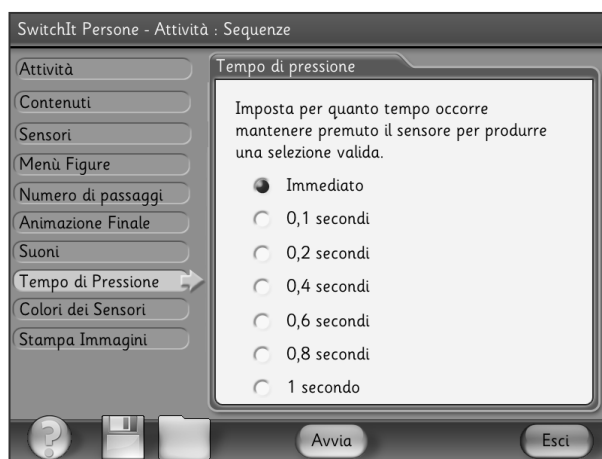 SwitchIt Persone - Attività : Sequenze
Attività
Contenuti
Sensori
Menù Figure
Numero di passaggi
Animazione Finale
Suoni
Tempo di Pressione
Colori dei Sensori
Stampa Immagini
Tempo di pressione
Imposta per quanto tempo occorre
mantenere premuto il sensore per produrre
una selezione valida.
Immediato
0,1 secondi
0,2 secondi
0,4 secondi
0,6 secondi
0,8 secondi
1 secondo
?
Avvia
Esci